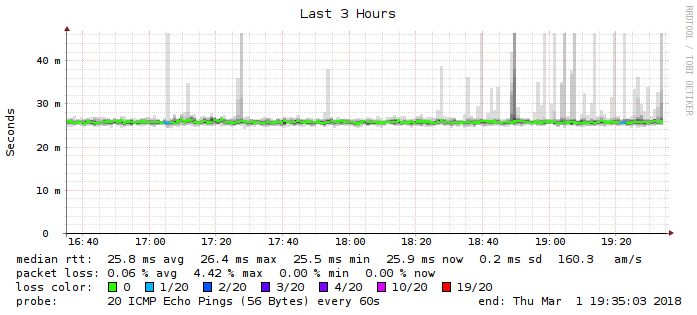 Last 3 Hours
RRDTOOL / TOBI OETIKER
Seconds
40 m
30 m
20 m
10 m
0
16:40 17:00 17:20 17:40 18:00 18:20 18:40 19:00 19:20
median rtt: 25.8 ms avg 26.4 ms max 25.5 ms min 25.9 ms now 0.2 ms sd 160.3 am/s
packet loss: 0.06 % avg 4.42 % max 0.00 % min 0.00 % now
loss color: 0 1/20 2/20 3/20 4/20 10/20 19/20
probe: 20 ICMP Echo Pings (56 Bytes) every 60s end: Thu Mar 1 19:35:03 2018